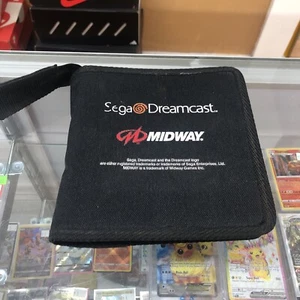 Sega Dreamcast.
MIDWAY.
Sega, Dreamcast and the Dreamcast logo
are either registered trademarks or trademarks of Sega Enterprises, Ltd.
MIDWAY is a trademark of Midway Games Inc.